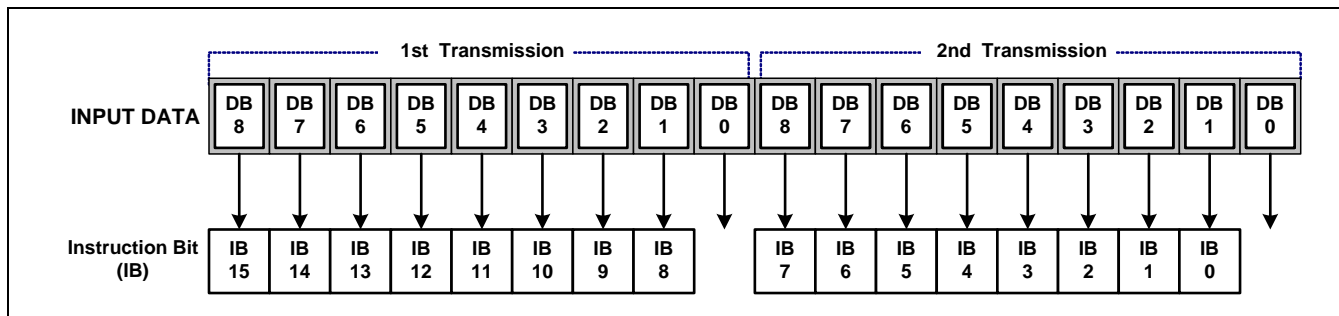 1st Transmission 2nd Transmission
INPUT DATA
DB 8 DB 7 DB 6 DB 5 DB 4 DB 3 DB 2 DB 1 DB 0 DB 8 DB 7 DB 6 DB 5 DB 4 DB 3 DB 2 DB 1 DB 0
Instruction Bit
(IB)
IB 15 IB 14 IB 13 IB 12 IB 11 IB 10 IB 9 IB 8 IB 7 IB 6 IB 5 IB 4 IB 3 IB 2 IB 1 IB 0